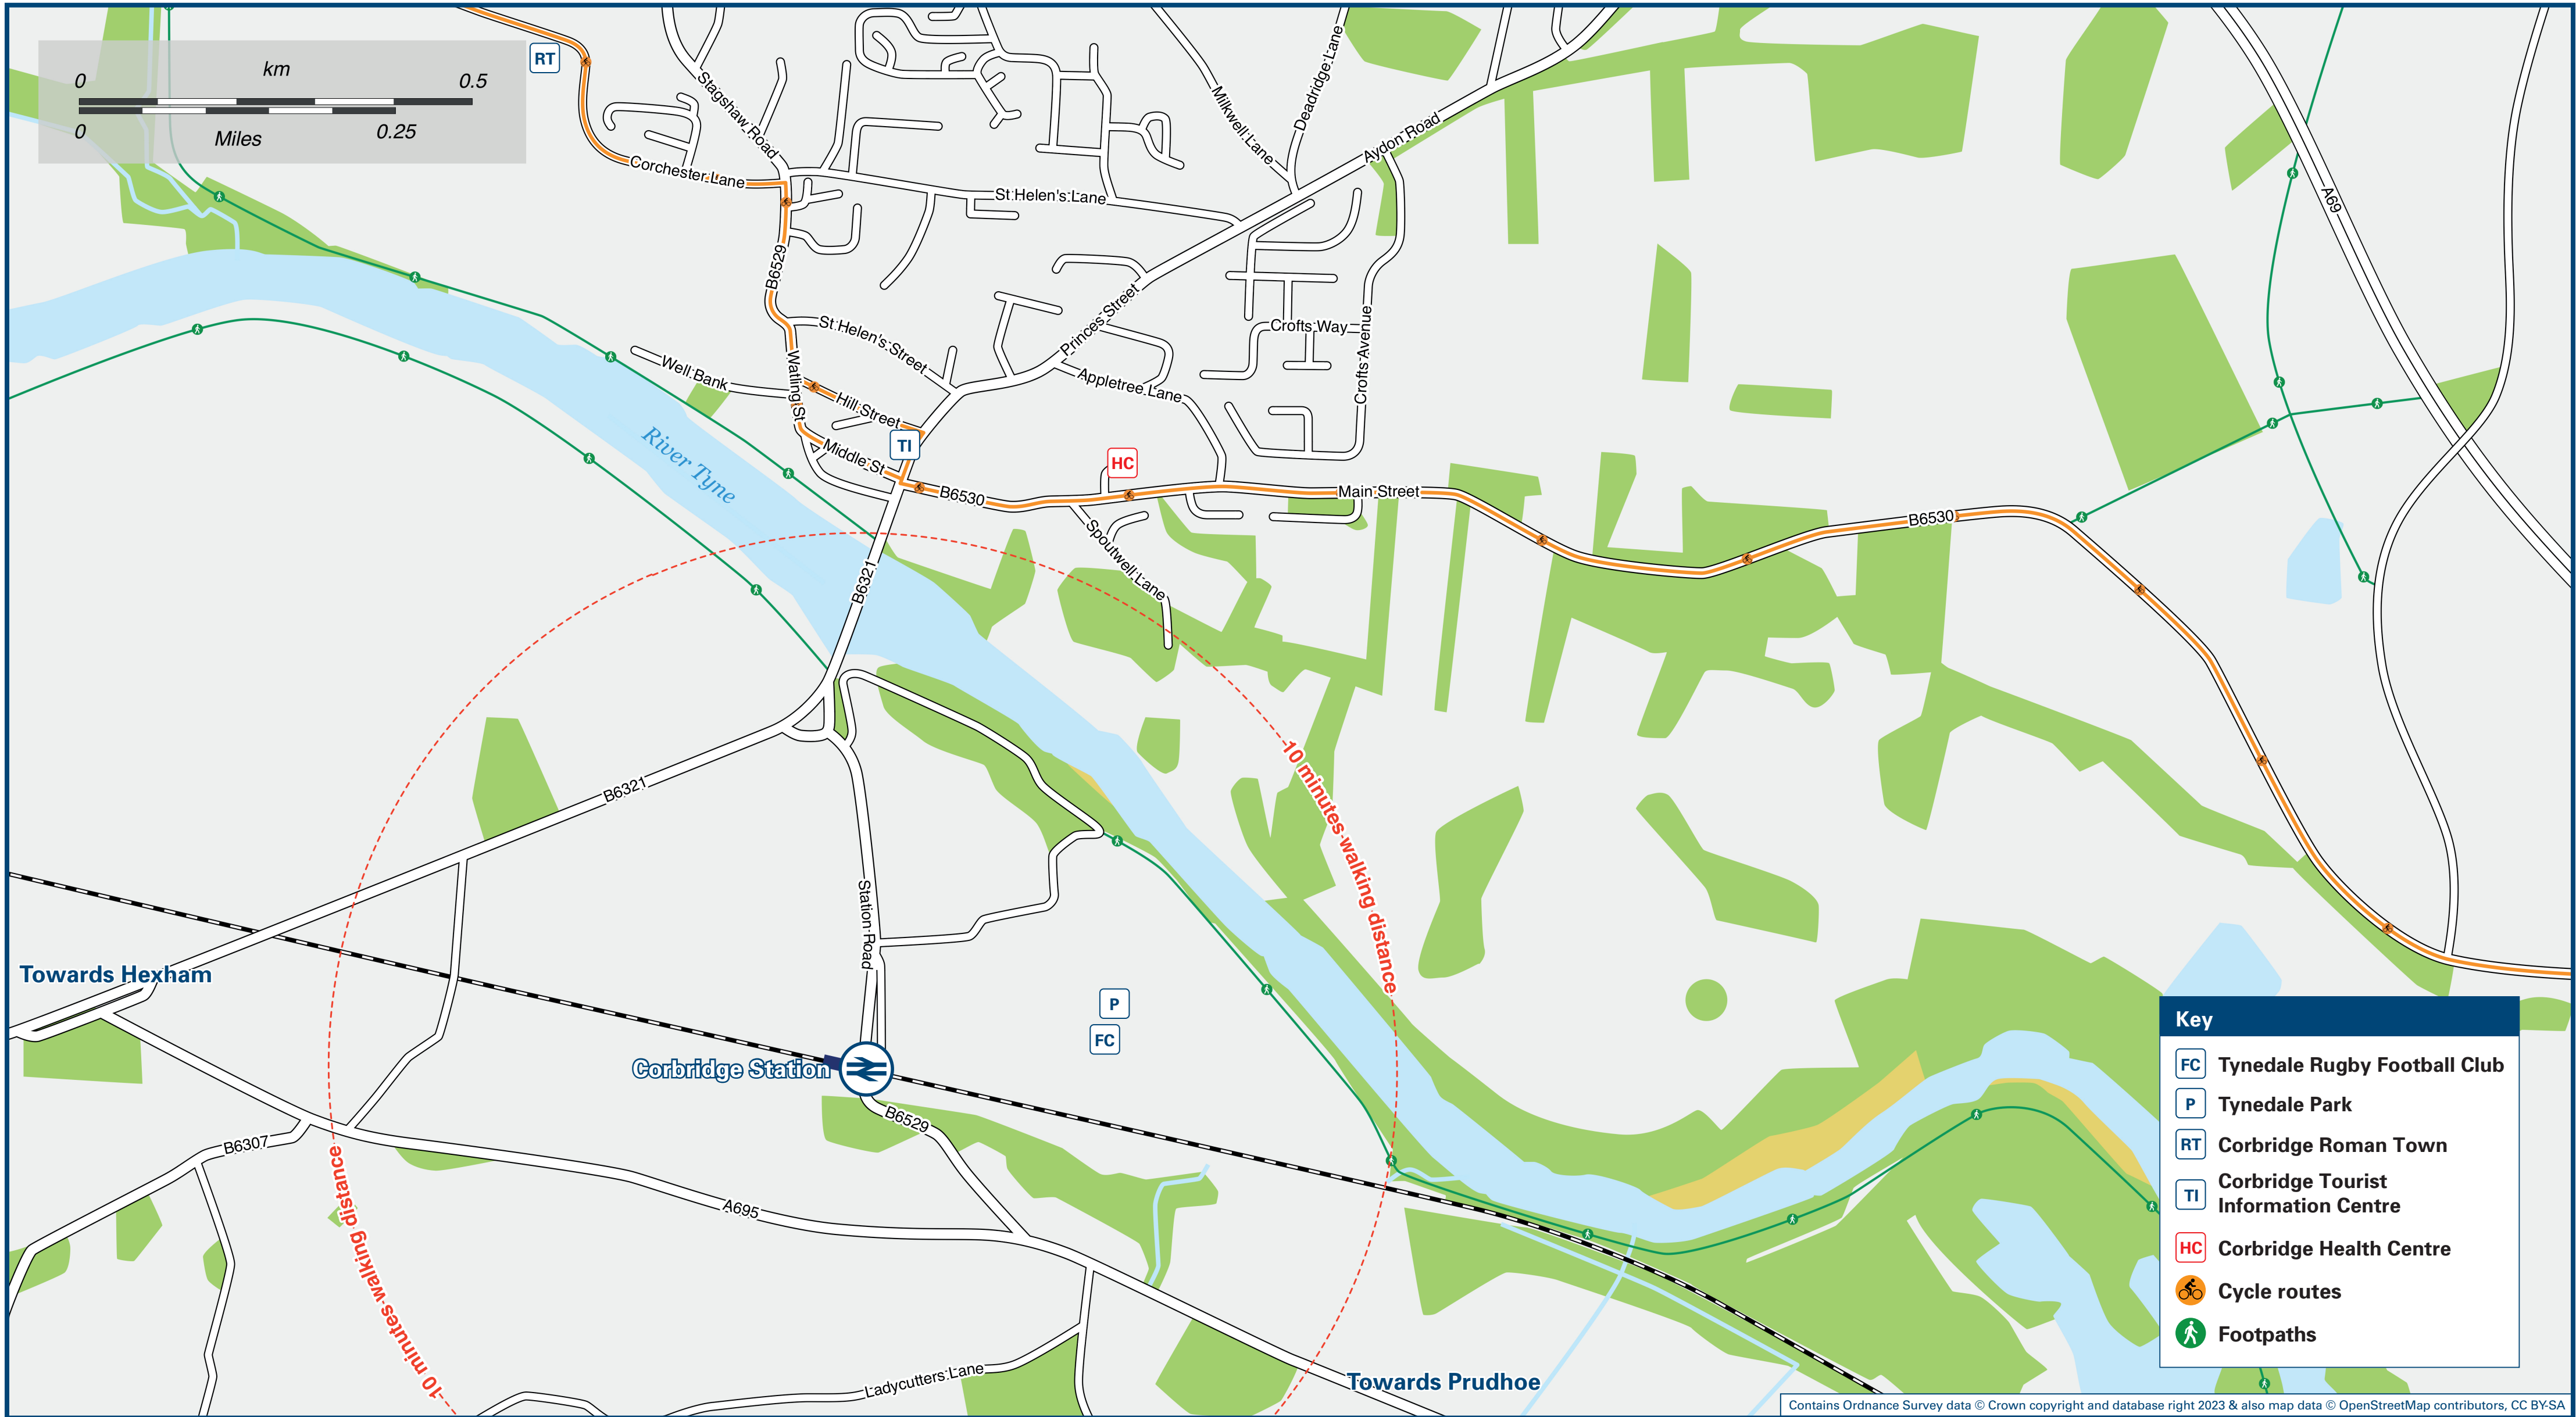 km
0 0.5
0 0.25
Miles
RT
Stagshaw Road
Corchester Lane
St Helen's Lane
Milkwell Lane
Deadridge Lane
Aydon Road
A69
B6529
St Helen's Street
Princes Street
Crofts Way
Crofts Avenue
Well Bank
Watling St
Hill Street
Appletree Lane
TI
Middle St
HC
River Tyne
B6530
Main Street
B6530
Spoutwell Lane
B6321
10 minutes walking distance
B6321
Station Road
Towards Hexham
P
FC
Corbridge Station
B6529
B6307
A695
10 minutes walking distance
Ladycutters Lane
Towards Prudhoe
Key
FC Tynedale Rugby Football Club
P Tynedale Park
RT Corbridge Roman Town
TI Corbridge Tourist
Information Centre
HC Corbridge Health Centre
Cycle routes
Footpaths
Contains Ordnance Survey data © Crown copyright and database right 2023 & also map data © OpenStreetMap contributors, CC BY-SA